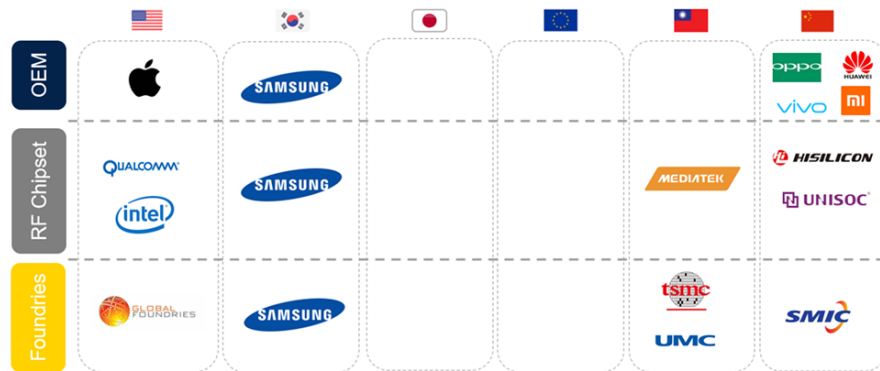 OEM
SAMSUNG
oppo
HUAWEI
vivo
MI
RF Chipset
QUALCOMM®
intel
SAMSUNG
MEDIATEK
HISILICON
UNISOC®
Foundries
GLOBAL
FOUNDRIES
SAMSUNG
tsmc
UMC
SMIC